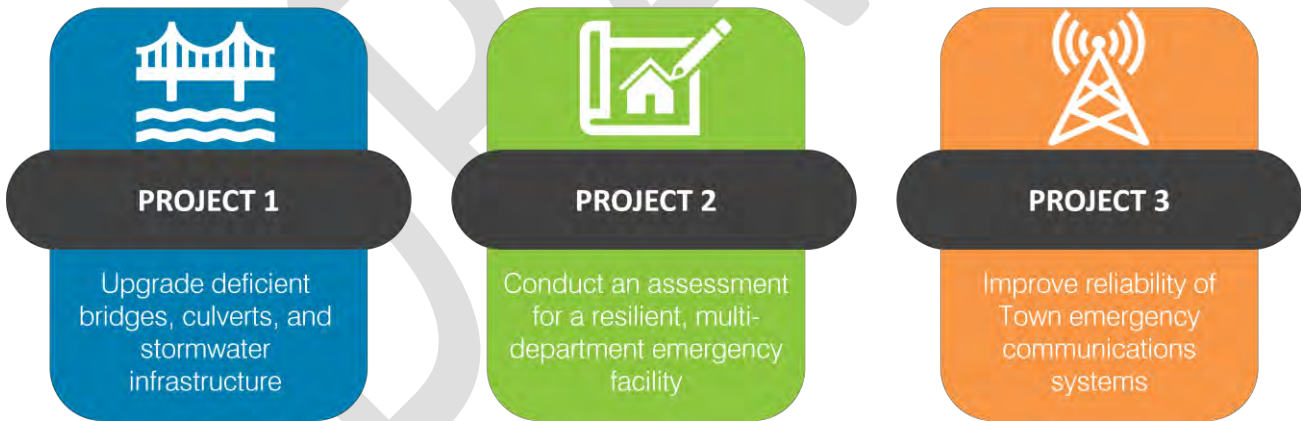 PROJECT 1
Upgrade deficient
bridges, culverts, and
stormwater
infrastructure
PROJECT 2
Conduct an assessment
for a resilient, multi-
department emergency
facility
PROJECT 3
Improve reliability of
Town emergency
communications
systems